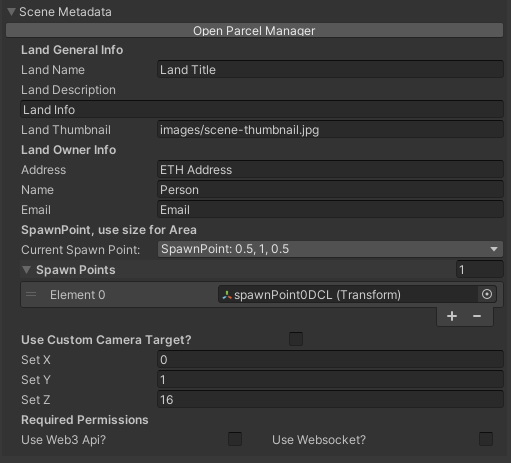 Scene Metadata
Open Parcel Manager
Land General Info
Land Name Land Title
Land Description
Land Info
Land Thumbnail images/scene-thumbnail.jpg
Land Owner Info
Address ETH Address
Name Person
Email Email
SpawnPoint, use size for Area
Current Spawn Point: SpawnPoint: 0.5, 1, 0.5
Spawn Points 1
Element 0 spawnPoint0DCL (Transform)
+ −
Use Custom Camera Target?
Set X 0
Set Y 1
Set Z 16
Required Permissions
Use Web3 Api? Use Websocket?